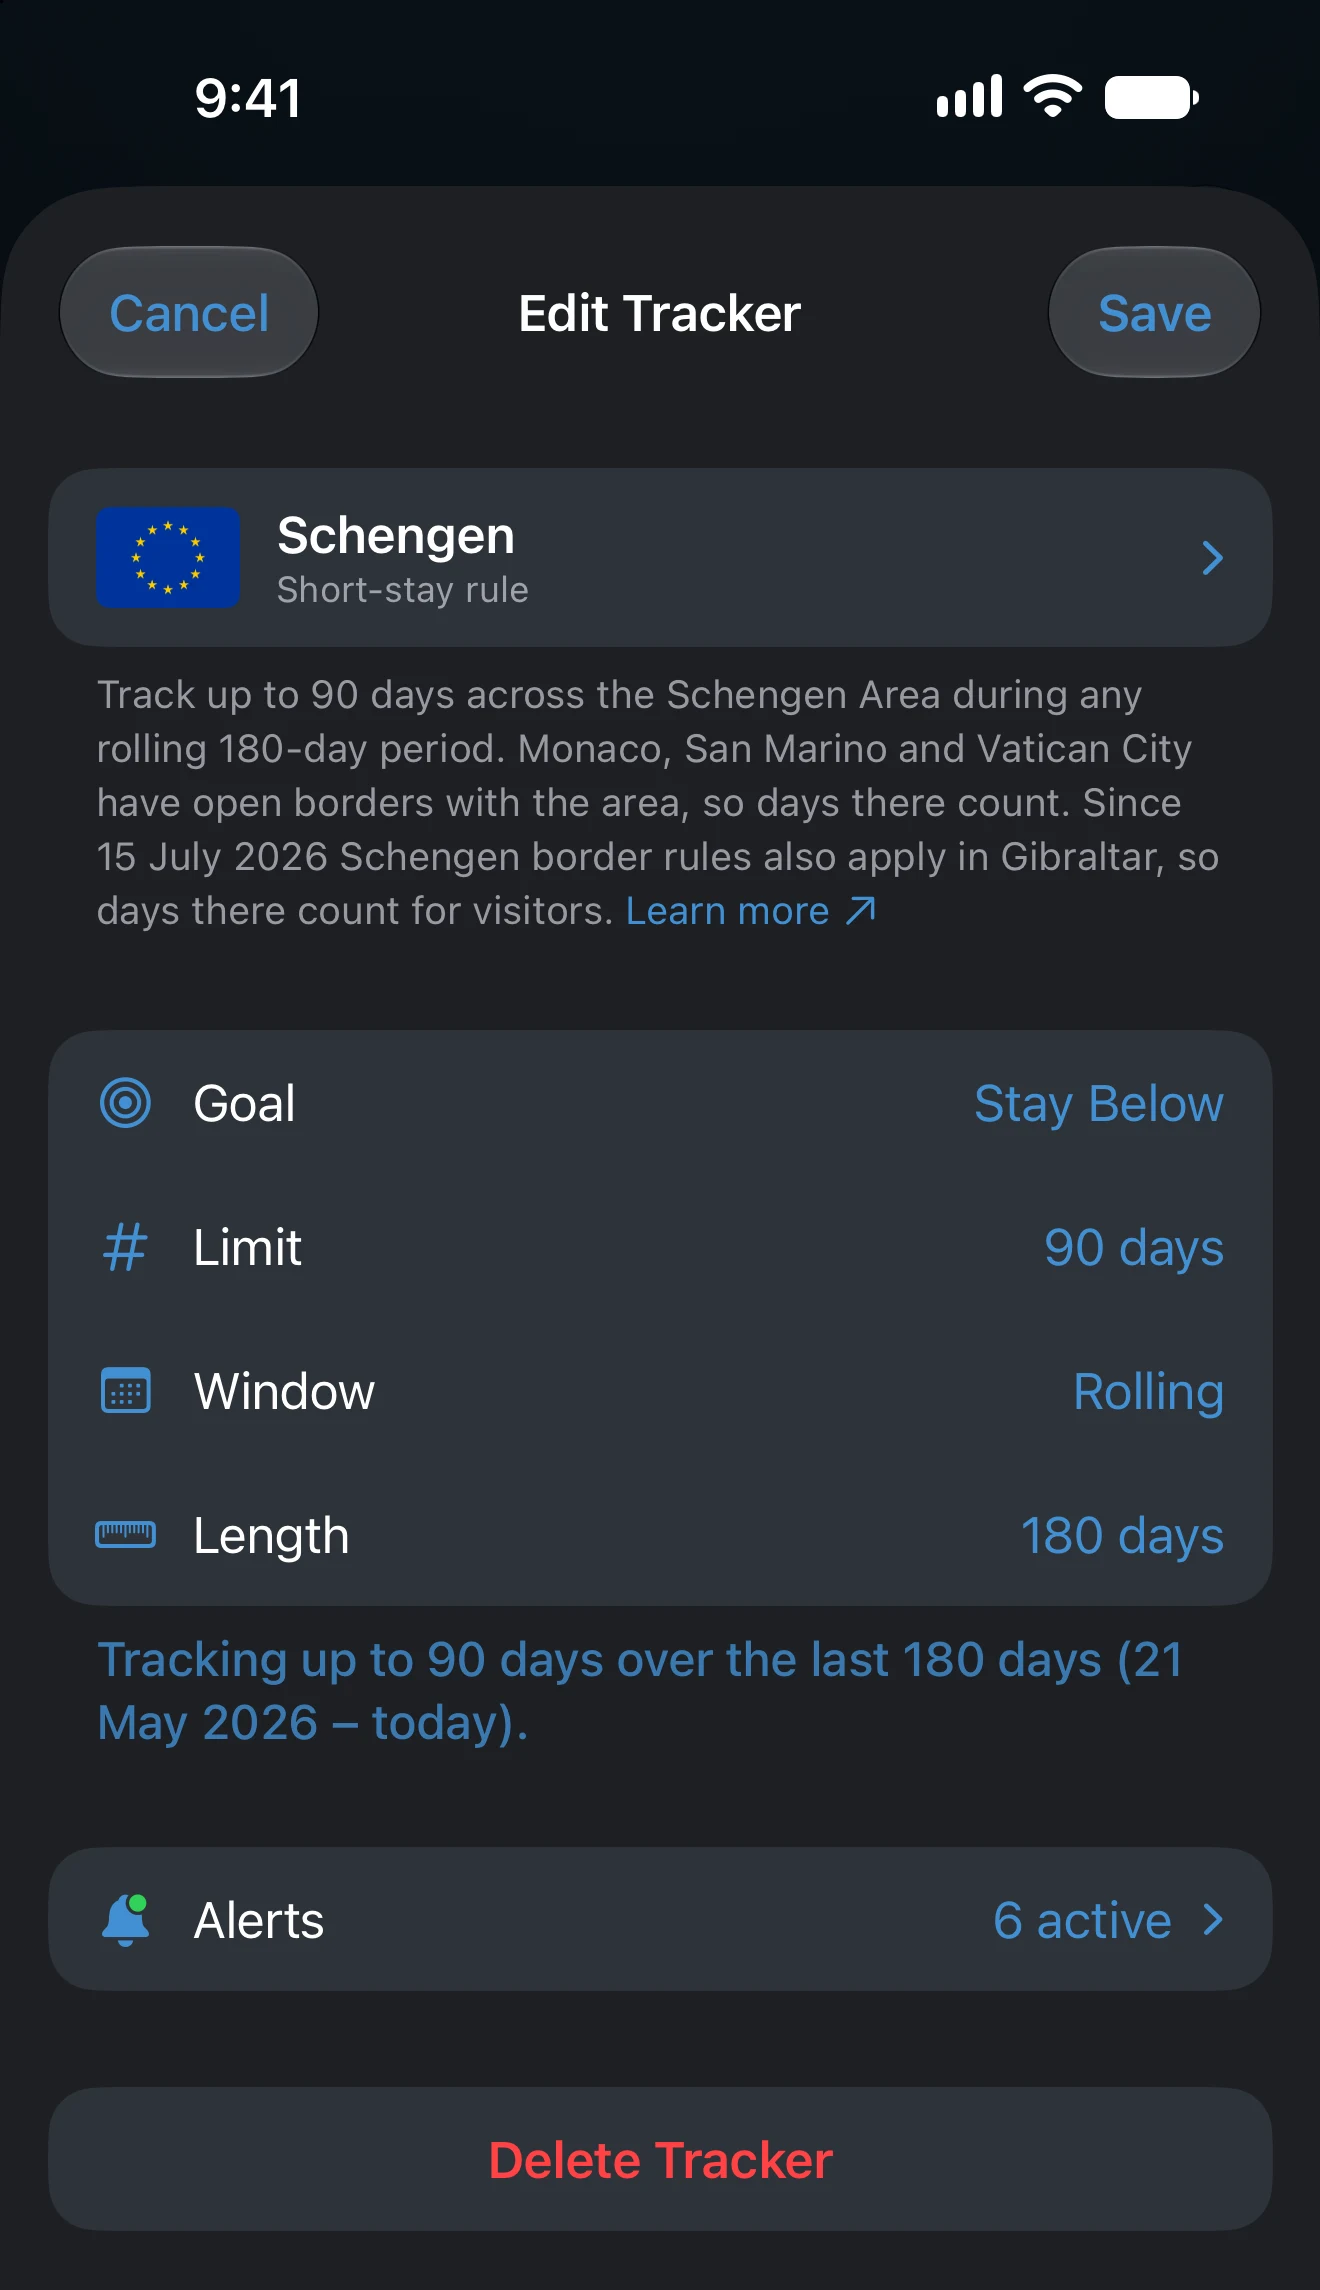 9:41
Cancel
Edit Tracker
Save
Schengen
Short-stay rule
Track up to 90 days across the Schengen Area during any
rolling 180-day period. Monaco, San Marino and Vatican City
have open borders with the area, so days there count. Since
15 July 2026 Schengen border rules also apply in Gibraltar, so
days there count for visitors. Learn more
Goal
Stay Below
Limit
90 days
Window
Rolling
Length
180 days
Tracking up to 90 days over the last 180 days (21
May 2026 – today).
Alerts
6 active
Delete Tracker